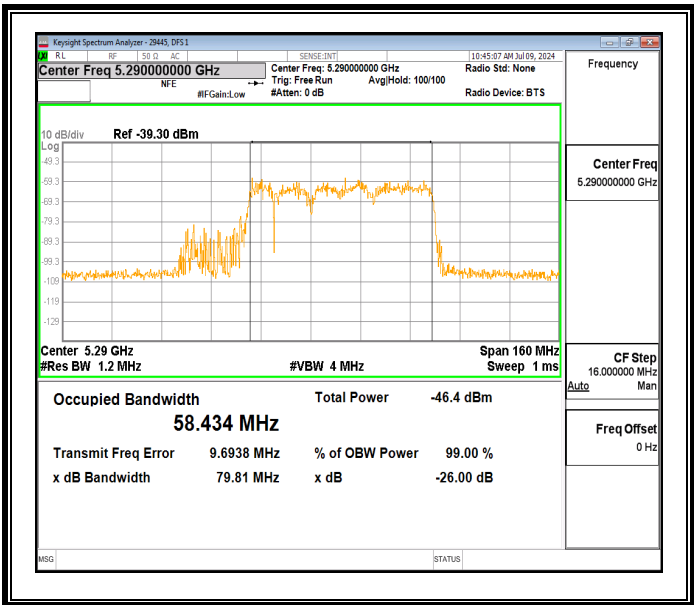 Keysight Spectrum Analyzer - 29445, DFS 1
LXI RL RF 50 Ω AC SENSE:INT 10:45:07 AM Jul 09, 2024
Center Freq 5.290000000 GHz
NFE
#IFGain:Low
Center Freq: 5.290000000 GHz
Trig: Free Run Avg|Hold: 100/100
#Atten: 0 dB
Radio Std: None
Radio Device: BTS
10 dB/div Ref -39.30 dBm
Log
-49.3
-59.3
-69.3
-79.3
-89.3
-99.3
-109
-119
-129
Center 5.29 GHz Span 160 MHz
#Res BW 1.2 MHz #VBW 4 MHz Sweep 1 ms
Occupied Bandwidth Total Power -46.4 dBm
58.434 MHz
Transmit Freq Error 9.6938 MHz % of OBW Power 99.00 %
x dB Bandwidth 79.81 MHz x dB -26.00 dB
MSG STATUS
Frequency
Center Freq
5.290000000 GHz
CF Step
16.000000 MHz
Auto Man
Freq Offset
0 Hz